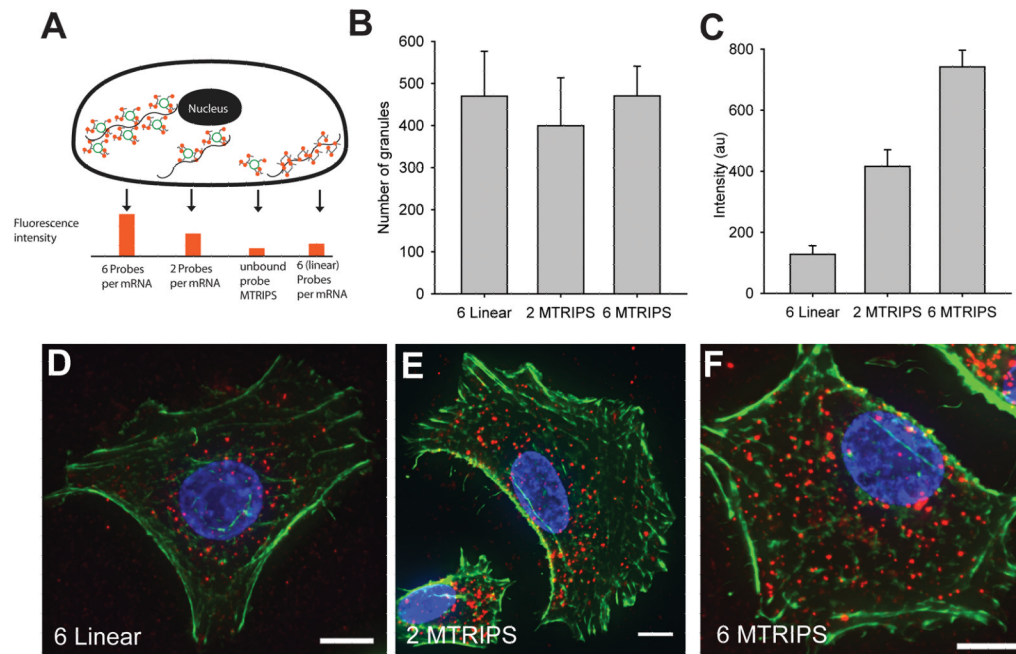 A
Nucleus
Fluorescence
intensity
6 Probes
per mRNA
2 Probes
per mRNA
unbound
probe
MTRIPS
6 (linear)
Probes
per mRNA
B
Number of granules
600
500
400
300
200
100
0
6 Linear
2 MTRIPS
6 MTRIPS
C
Intensity (au)
800
600
400
200
0
6 Linear
2 MTRIPS
6 MTRIPS
D
6 Linear
E
2 MTRIPS
F
6 MTRIPS